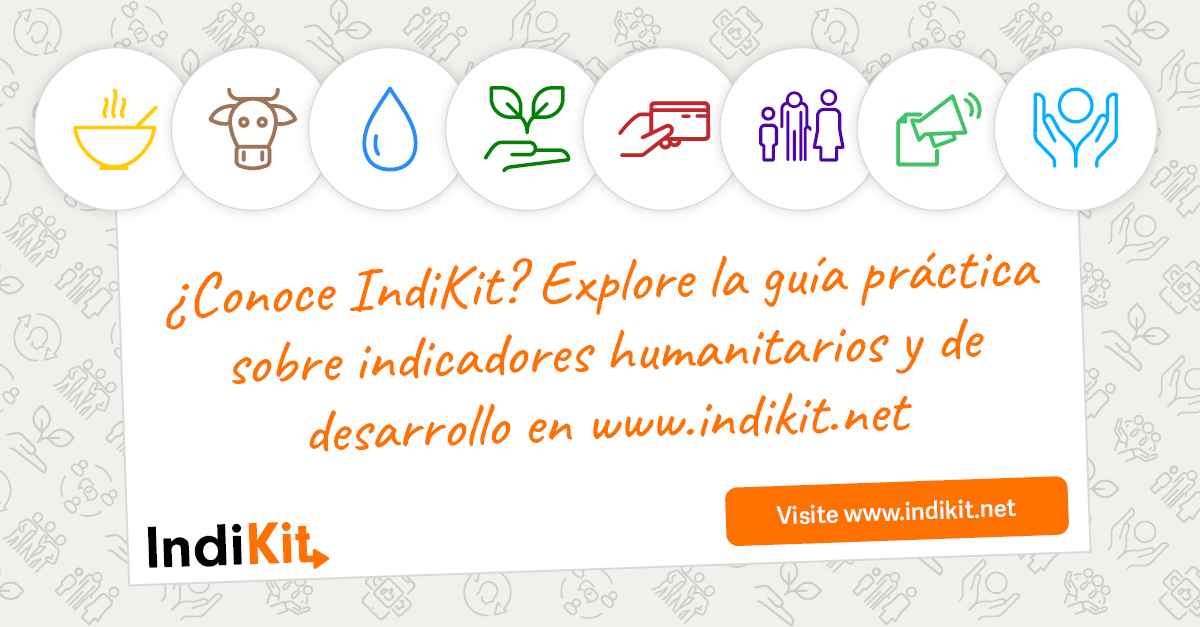 ¿Conoce IndiKit? Explore la guía práctica
sobre indicadores humanitarios y de
desarrollo en www.indikit.net
Visite www.indikit.net
IndiKit